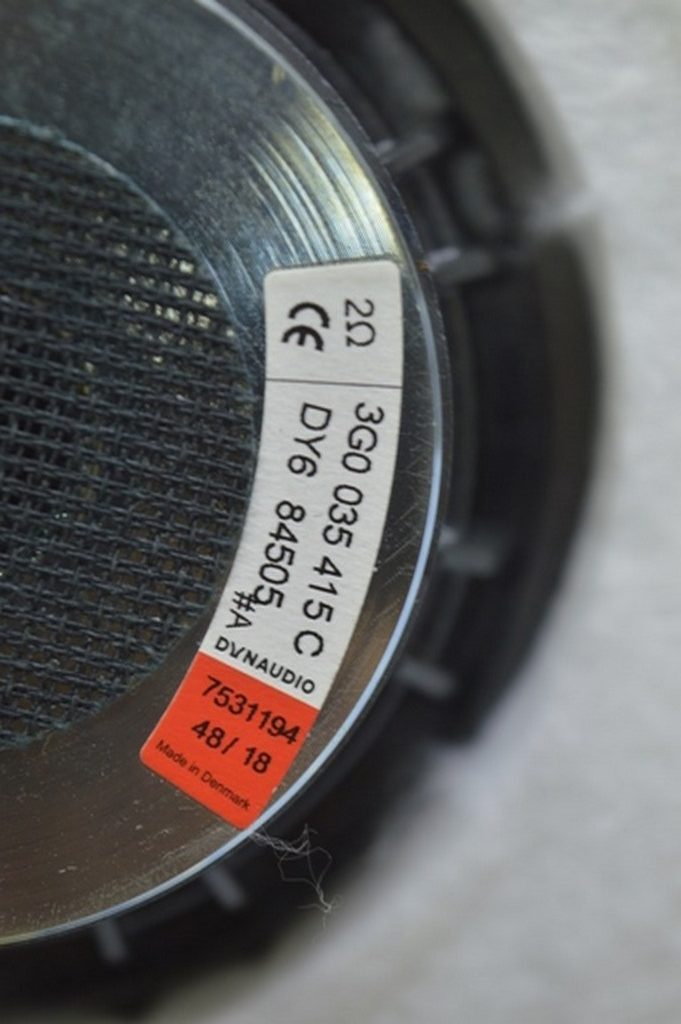 2Ω
CE
3G0 035 415 C
DY6 84505
#A
DYNAUDIO
7531194
48/ 18
Made in Denmark